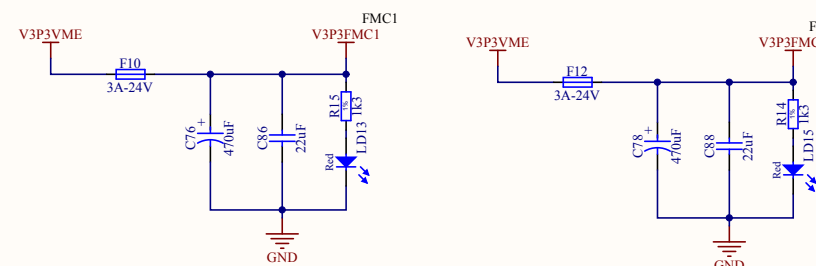 FMC1
V3P3VME
V3P3FMC1
F10
3A-24V
C76
+
470uF
C86
22uF
R15
1%
1k3
Red
LD13
GND
F
V3P3VME
V3P3FMC
F12
3A-24V
C78
+
470uF
C88
22uF
R14
1%
1k3
Red
LD15
GND